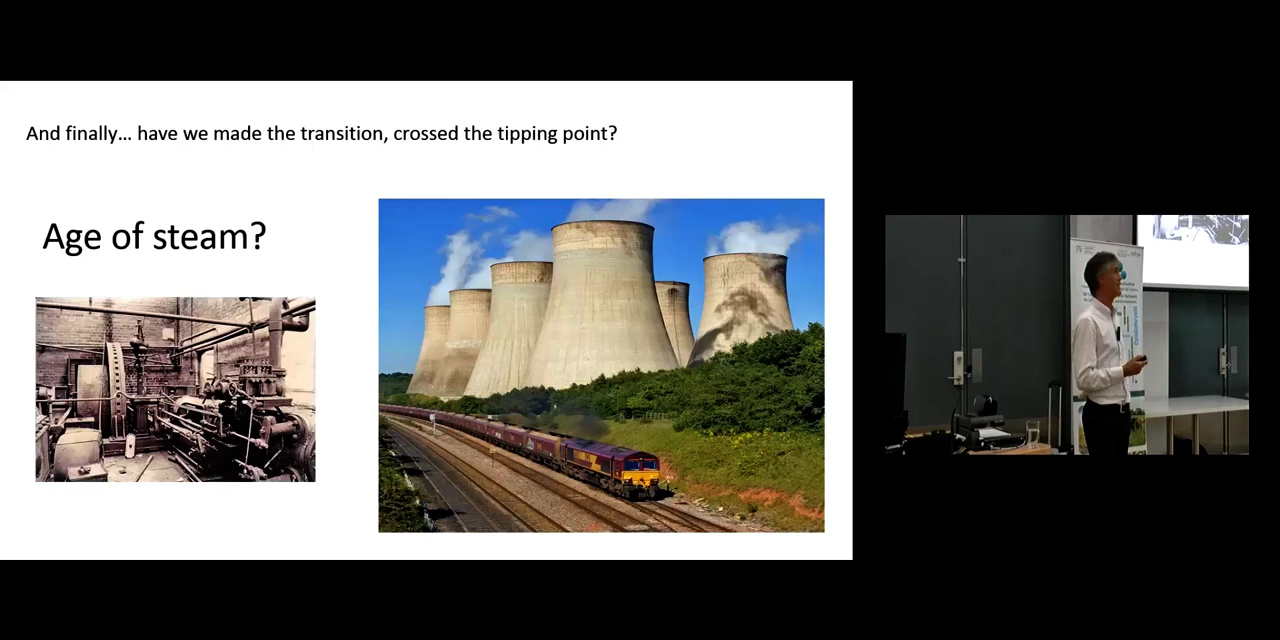 And finally... have we made the transition, crossed the tipping point?
Age of steam?